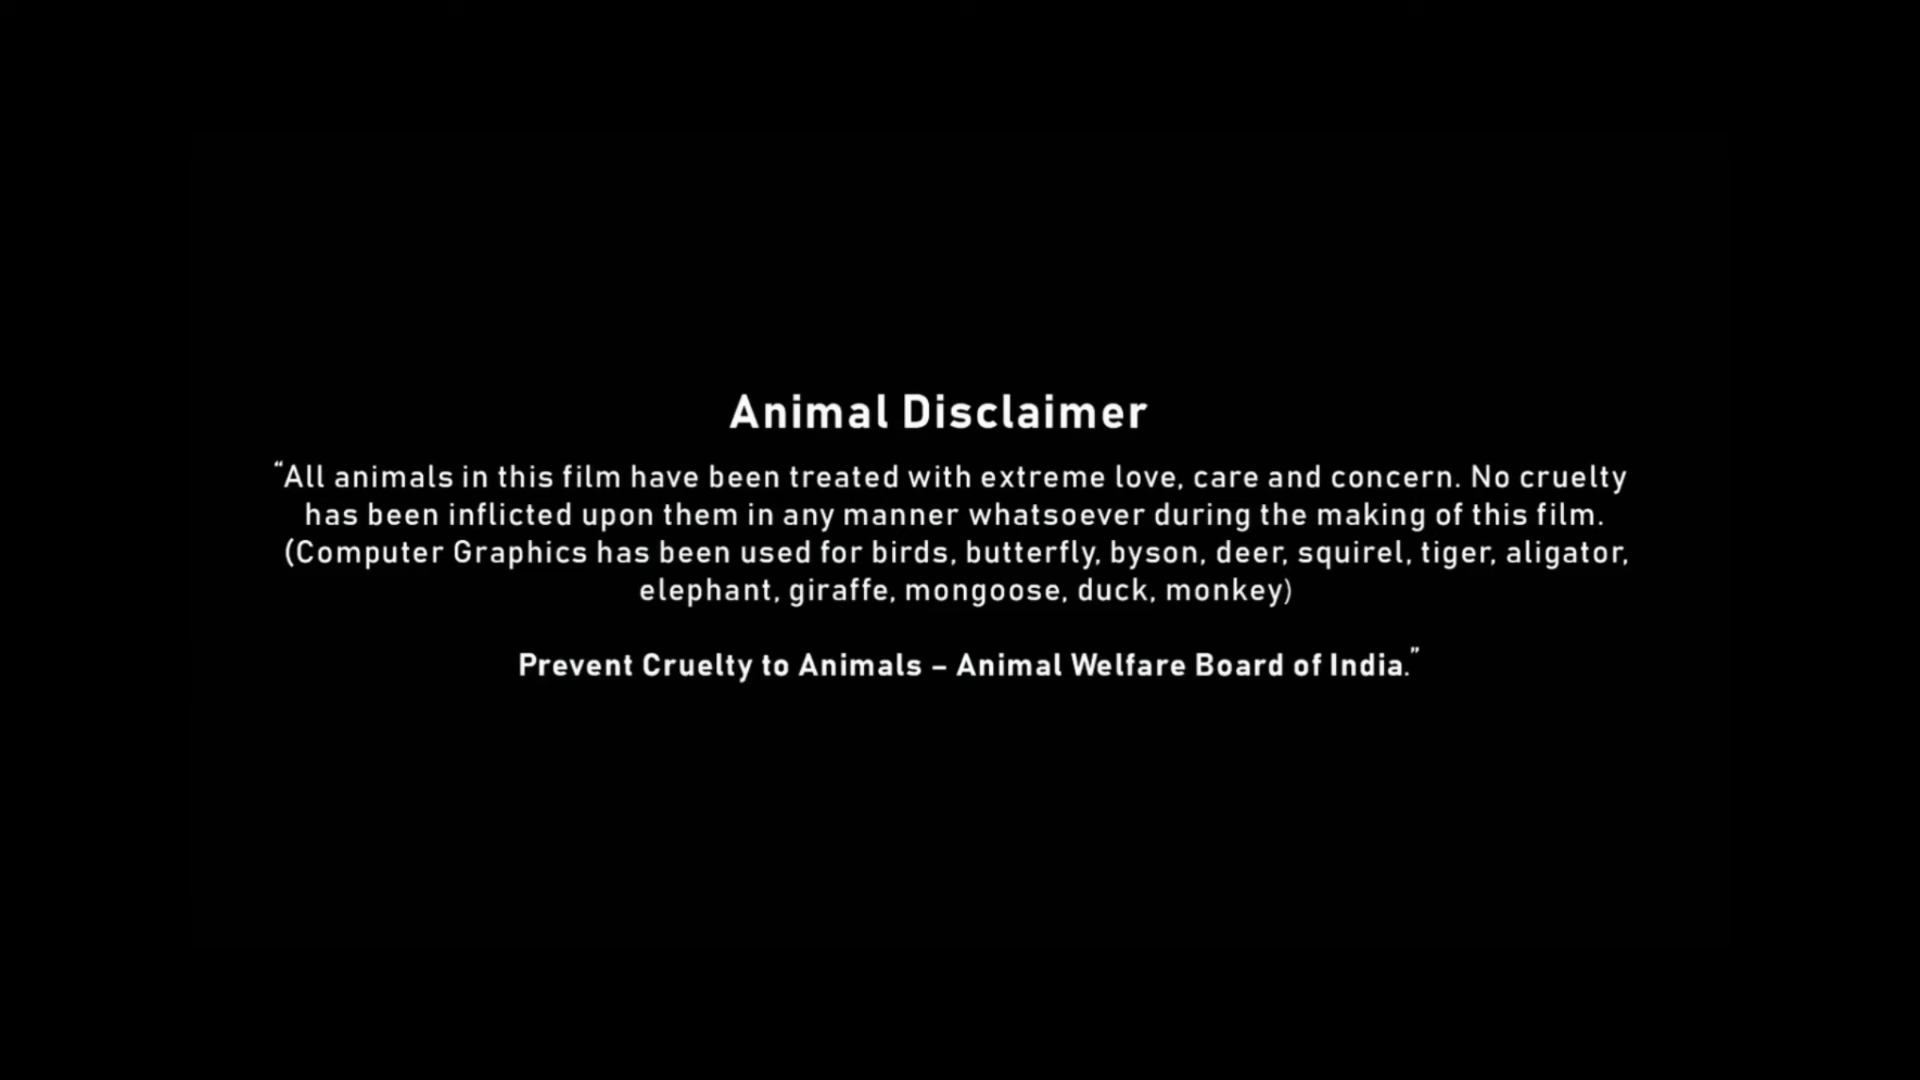 Animal Disclaimer
“All animals in this film have been treated with extreme love, care and concern. No cruelty
has been inflicted upon them in any manner whatsoever during the making of this film.
(Computer Graphics has been used for birds, butterfly, byson, deer, squirel, tiger, aligator,
elephant, giraffe, mongoose, duck, monkey)
Prevent Cruelty to Animals – Animal Welfare Board of India.”